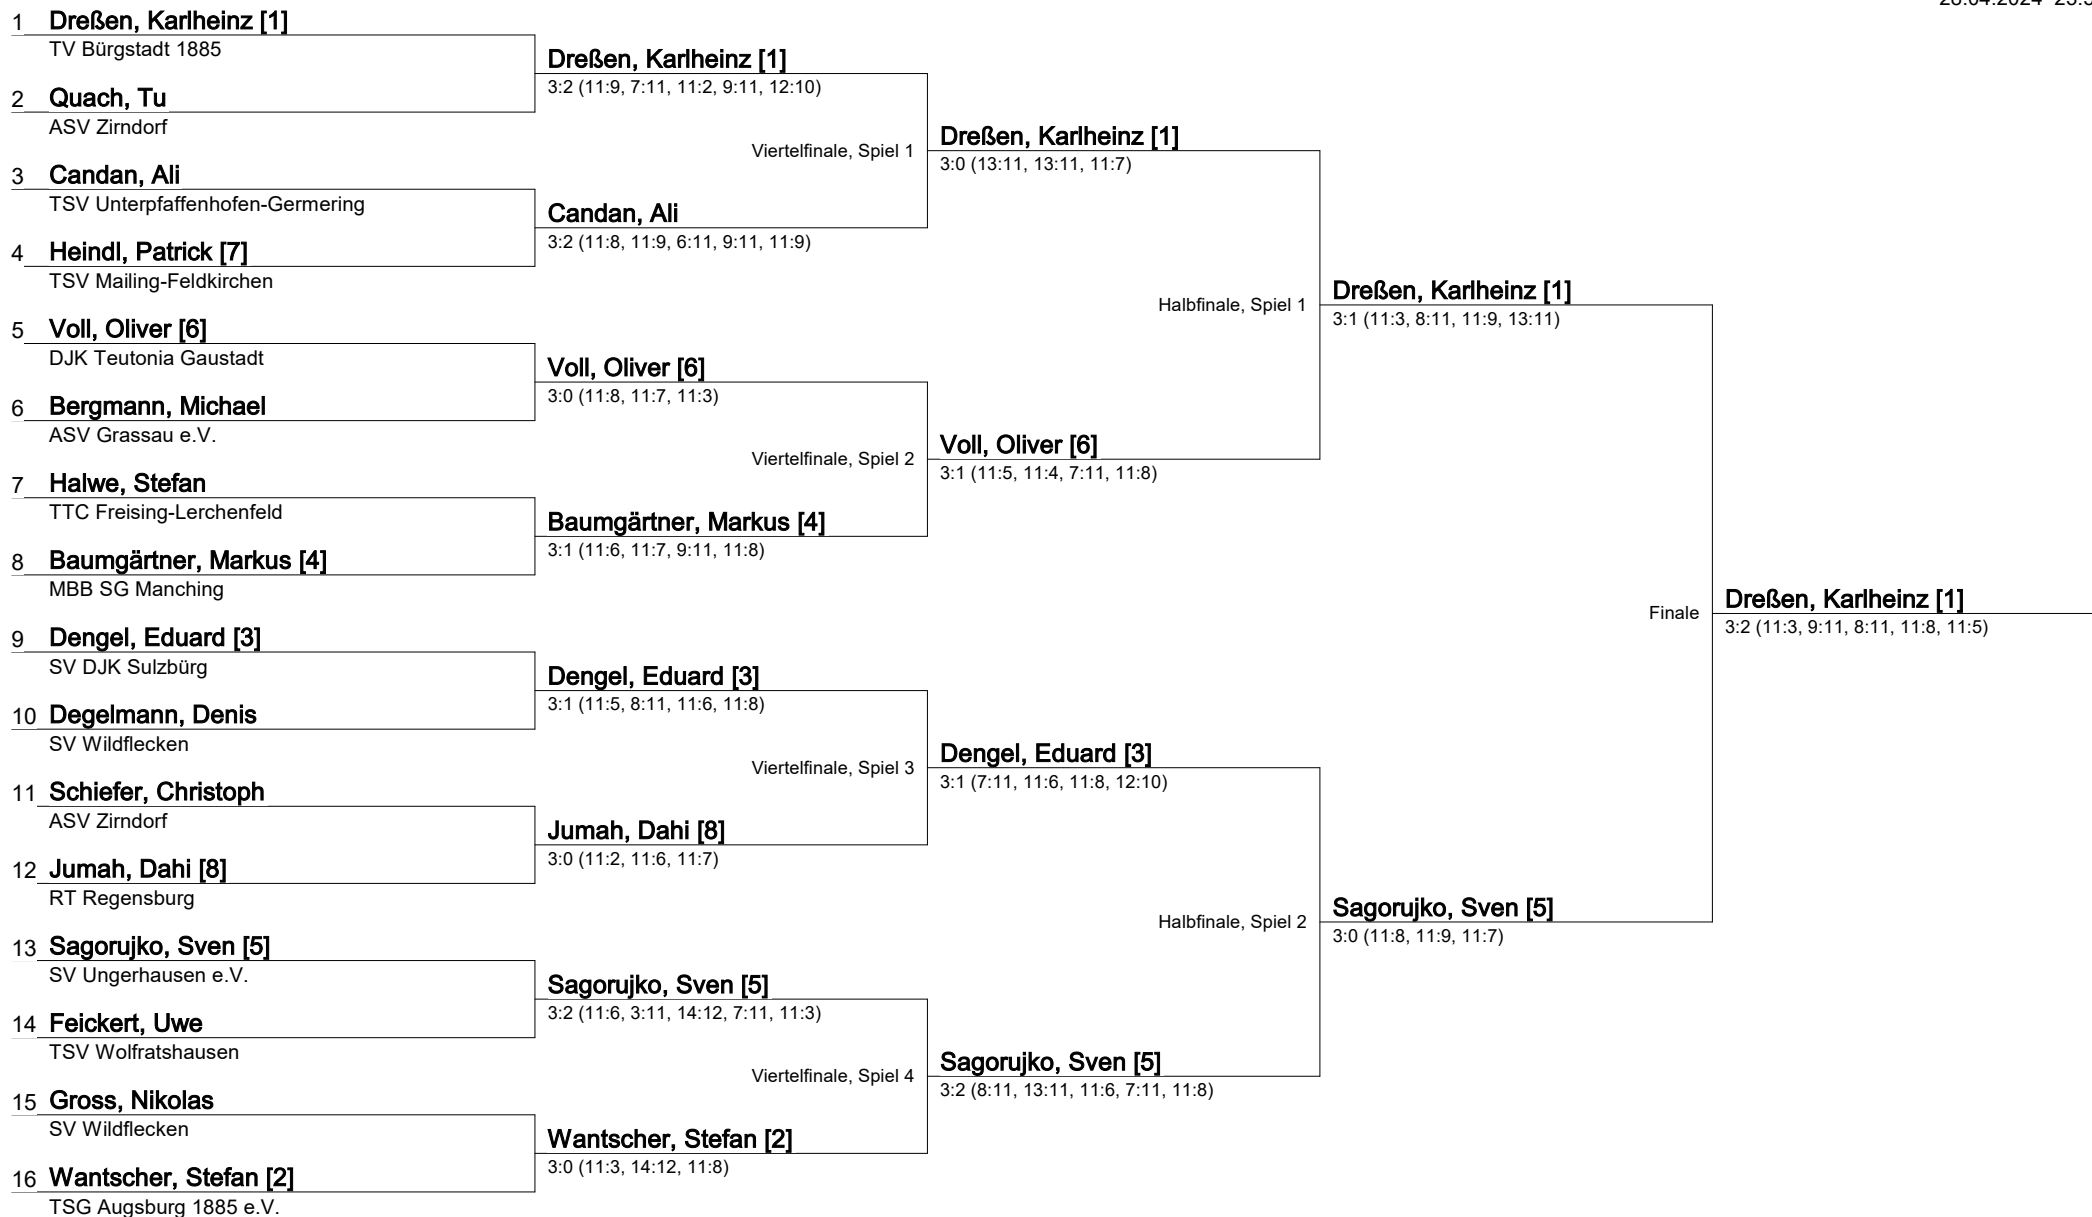 1 Dreßen, Karlheinz [1]
TV Bürgstadt 1885
Dreßen, Karlheinz [1]
3:2 (11:9, 7:11, 11:2, 9:11, 12:10)
2 Quach, Tu
ASV Zirndorf
Viertelfinale, Spiel 1
Dreßen, Karlheinz [1]
3:0 (13:11, 13:11, 11:7)
3 Candan, Ali
TSV Unterpfaffenhofen-Germering
Candan, Ali
3:2 (11:8, 11:9, 6:11, 9:11, 11:9)
4 Heindl, Patrick [7]
TSV Mailing-Feldkirchen
Halbfinale, Spiel 1
Dreßen, Karlheinz [1]
3:1 (11:3, 8:11, 11:9, 13:11)
5 Voll, Oliver [6]
DJK Teutonia Gaustadt
Voll, Oliver [6]
3:0 (11:8, 11:7, 11:3)
6 Bergmann, Michael
ASV Grassau e.V.
Viertelfinale, Spiel 2
Voll, Oliver [6]
3:1 (11:5, 11:4, 7:11, 11:8)
7 Halwe, Stefan
TTC Freising-Lerchenfeld
Baumgärtner, Markus [4]
3:1 (11:6, 11:7, 9:11, 11:8)
8 Baumgärtner, Markus [4]
MBB SG Manching
Finale
Dreßen, Karlheinz [1]
3:2 (11:3, 9:11, 8:11, 11:8, 11:5)
9 Dengel, Eduard [3]
SV DJK Sulzbürg
Dengel, Eduard [3]
3:1 (11:5, 8:11, 11:6, 11:8)
10 Degelmann, Denis
SV Wildflecken
Viertelfinale, Spiel 3
Dengel, Eduard [3]
3:1 (7:11, 11:6, 11:8, 12:10)
11 Schiefer, Christoph
ASV Zirndorf
Jumah, Dahi [8]
3:0 (11:2, 11:6, 11:7)
12 Jumah, Dahi [8]
RT Regensburg
Halbfinale, Spiel 2
Sagorujko, Sven [5]
3:0 (11:8, 11:9, 11:7)
13 Sagorujko, Sven [5]
SV Ungerhausen e.V.
Sagorujko, Sven [5]
3:2 (11:6, 3:11, 14:12, 7:11, 11:3)
14 Feickert, Uwe
TSV Wolfratshausen
Viertelfinale, Spiel 4
Sagorujko, Sven [5]
3:2 (8:11, 13:11, 11:6, 7:11, 11:8)
15 Gross, Nikolas
SV Wildflecken
Wantscher, Stefan [2]
3:0 (11:3, 14:12, 11:8)
16 Wantscher, Stefan [2]
TSG Augsburg 1885 e.V.